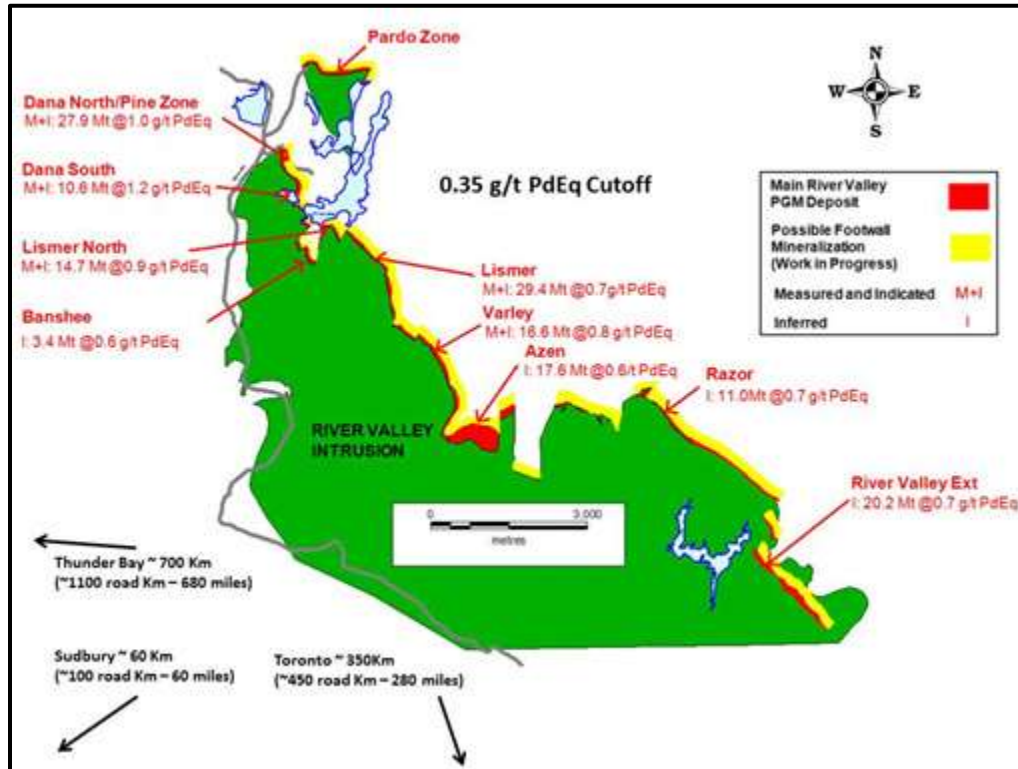 Pardo Zone
N
W E
S
Dana North/Pine Zone
M+I: 27.9 Mt @1.0 g/t PdEq
Dana South
M+I: 10.6 Mt @1.2 g/t PdEq
0.35 g/t PdEq Cutoff
Main River Valley
PGM Deposit
Possible Footwall
Mineralization
(Work in Progress)
Measured and Indicated M+I
Inferred I
Lismer North
M+I: 14.7 Mt @0.9 g/t PdEq
Lismer
M+I: 29.4 Mt @0.7g/t PdEq
Banshee
I: 3.4 Mt @0.6 g/t PdEq
Varley
M+I: 16.6 Mt @0.8 g/t PdEq
Azen
I: 17.6 Mt @0.6/t PdEq
Razor
I: 11.0Mt @0.7 g/t PdEq
RIVER VALLEY
INTRUSION
River Valley Ext
I: 20.2 Mt @0.7 g/t PdEq
0 3,000
metres
Thunder Bay ~ 700 Km
(~1100 road Km – 680 miles)
Sudbury ~ 60 Km
(~100 road Km – 60 miles)
Toronto ~ 350Km
(~450 road Km – 280 miles)